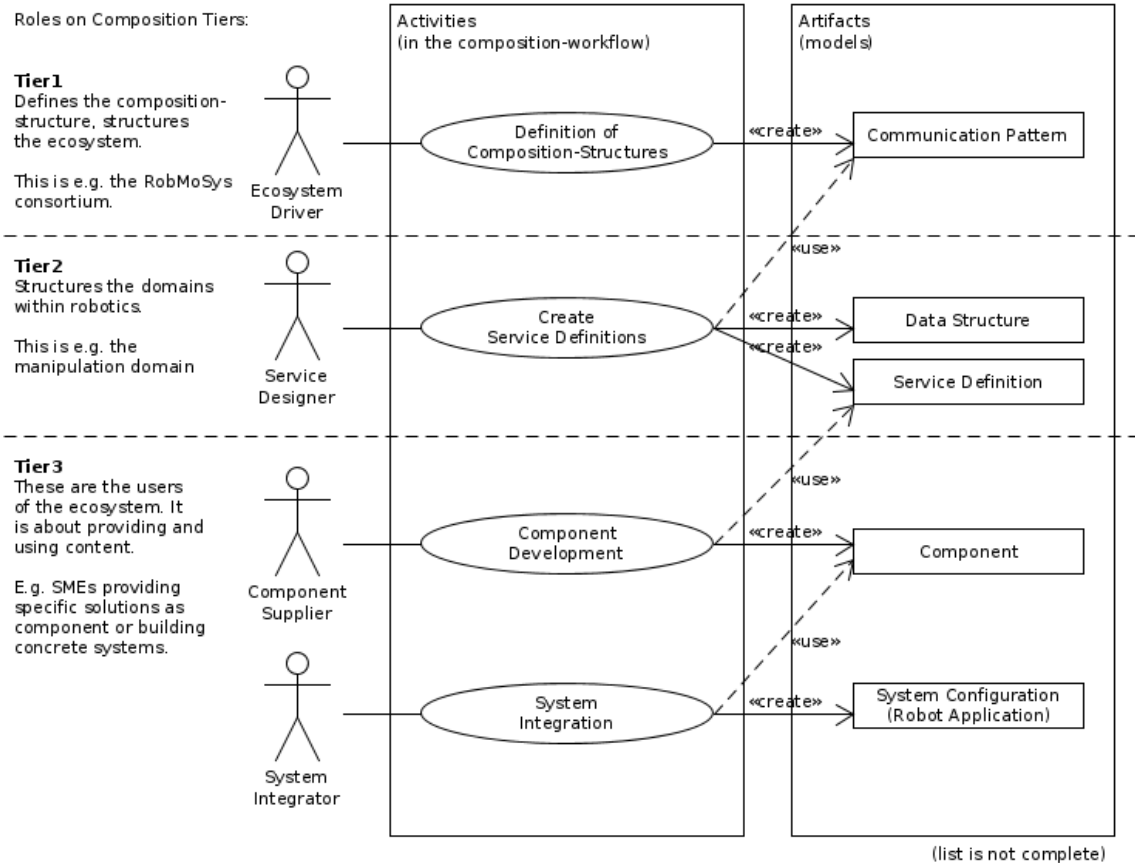 Roles on Composition Tiers:
Activities
(in the composition-workflow)
Artifacts
(models)
Tier1
Defines the composition-
structure, structures
the ecosystem.
This is e.g. the RobMoSys
consortium.
Ecosystem
Driver
Definition of
Composition-Structures
«create»
Communication Pattern
«use»
Tier2
Structures the domains
within robotics.
This is e.g. the
manipulation domain
Service
Designer
Create
Service Definitions
«create»
Data Structure
«create»
Service Definition
«use»
Tier3
These are the users
of the ecosystem. It
is about providing and
using content.
E.g. SMEs providing
specific solutions as
component or building
concrete systems.
Component
Supplier
Component
Development
«create»
Component
«use»
System
Integrator
System
Integration
«create»
System Configuration
(Robot Application)
(list is not complete)